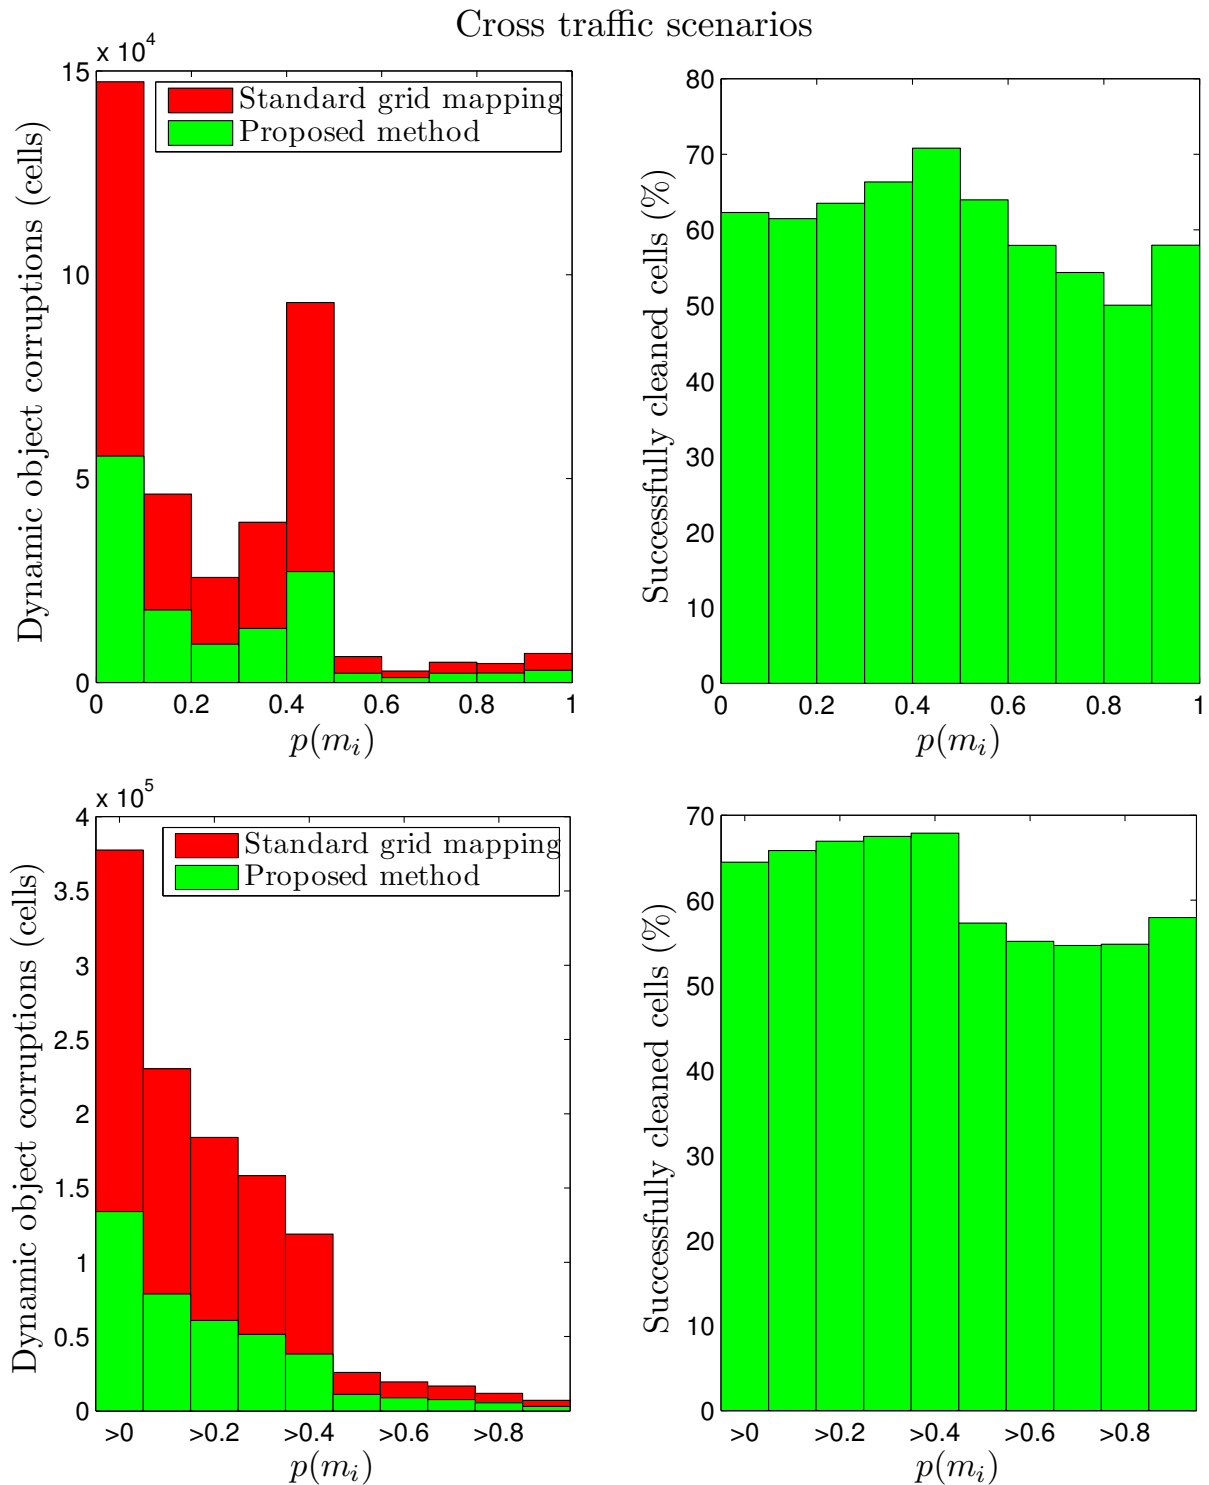 Cross traffic scenarios
x 10^4
Standard grid mapping
Proposed method
Dynamic object corruptions (cells)
15
10
5
0
0 0.2 0.4 0.6 0.8 1
p(m_i)
Successfully cleaned cells (%)
80
70
60
50
40
30
20
10
0
0 0.2 0.4 0.6 0.8 1
p(m_i)
x 10^5
Standard grid mapping
Proposed method
Dynamic object corruptions (cells)
4
3.5
3
2.5
2
1.5
1
0.5
0
>0 >0.2 >0.4 >0.6 >0.8
p(m_i)
Successfully cleaned cells (%)
70
60
50
40
30
20
10
0
>0 >0.2 >0.4 >0.6 >0.8
p(m_i)